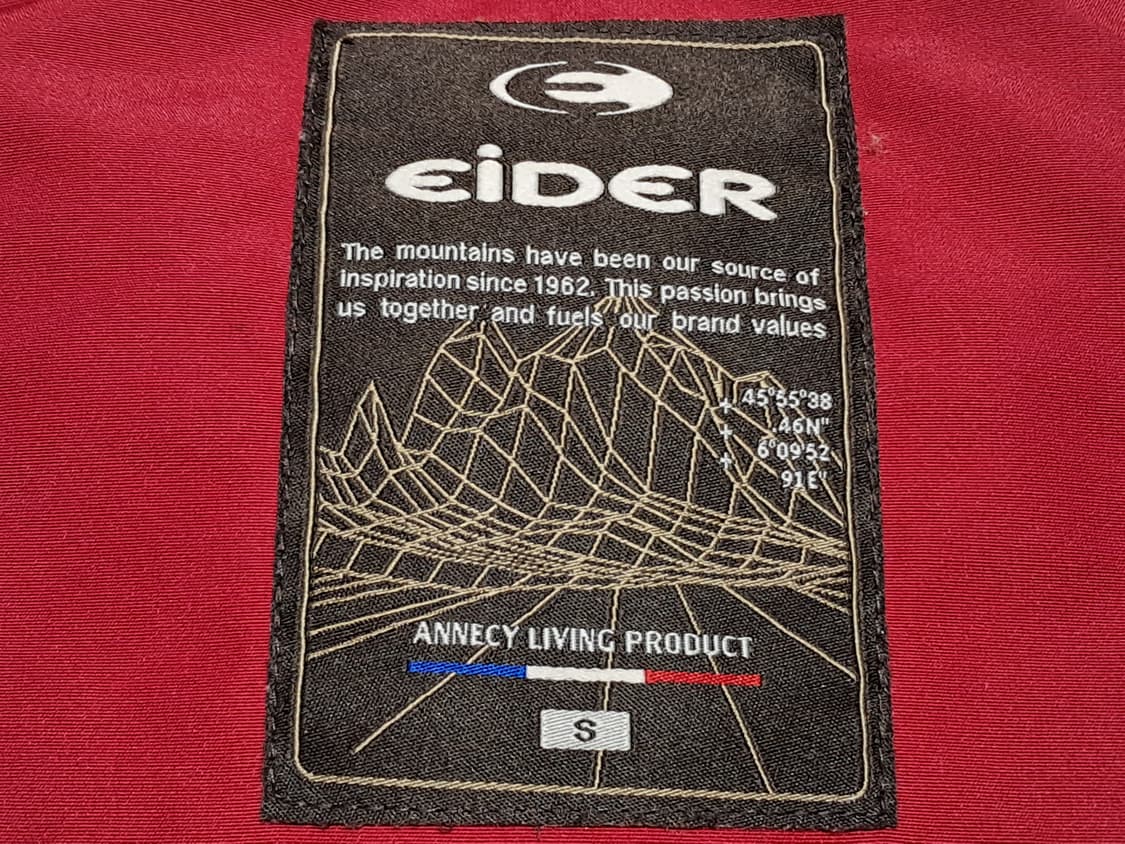 EiDER
The mountains have been our source of
inspiration since 1962. This passion brings
us together and fuels our brand values
45°55°38
.46N"
6°09'52
91E"
ANNECY LIVING PRODUCT
S